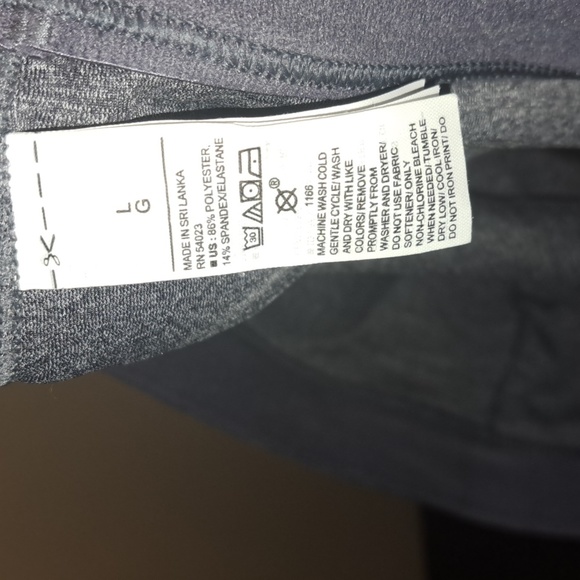 L
G
MADE IN SRI LANKA
RN 54023
US: 86% POLYESTER,
14% SPANDEX/ELASTANE
30
®
1166
MACHINE WASH COLD
GENTLE CYCLE/ WASH
AND DRY WITH LIKE
COLORS/ REMOVE
PROMPTLY FROM
WASHER AND DRYER/
DO NOT USE FABRIC
SOFTENER/ ONLY
NON-CHLORINE BLEACH
WHEN NEEDED/ TUMBLE
DRY LOW/ COOL IRON/
DO NOT IRON PRINT/ DO